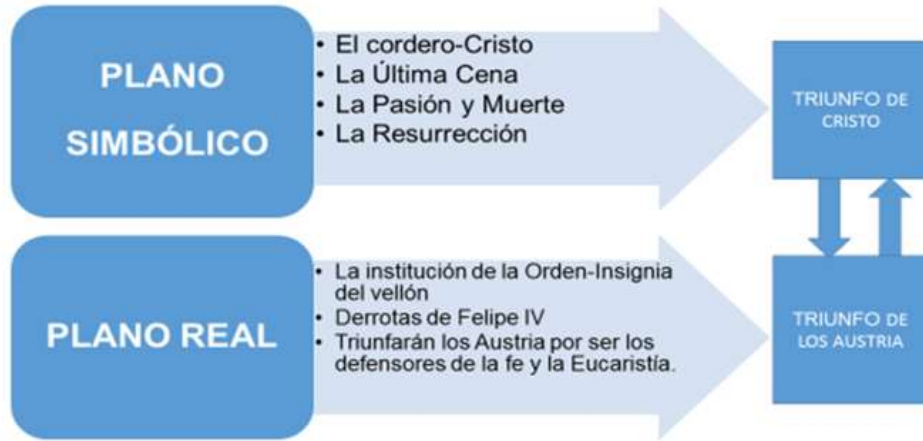 PLANO
SIMBÓLICO
• El cordero-Cristo
• La Última Cena
• La Pasión y Muerte
• La Resurrección
TRIUNFO DE
CRISTO
PLANO REAL
• La institución de la Orden-Insignia
del vellón
• Derrotas de Felipe IV
• Triunfarán los Austria por ser los
defensores de la fe y la Eucaristía.
TRIUNFO DE
LOS AUSTRIA